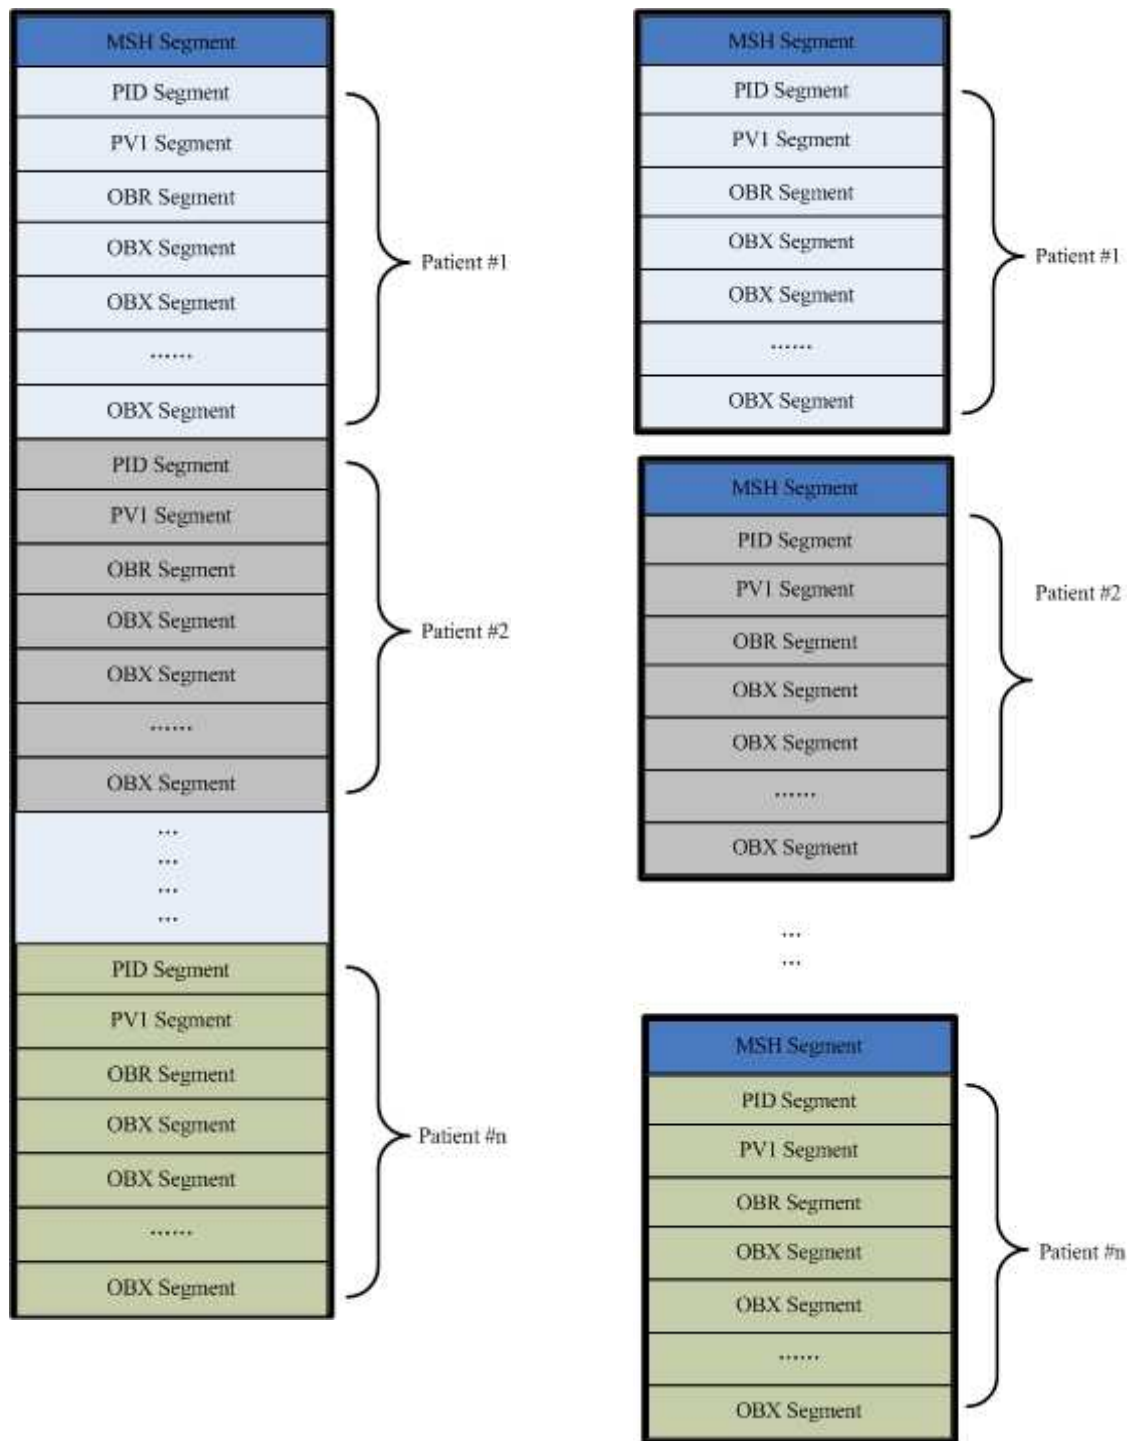 MSH Segment
PID Segment
PV1 Segment
OBR Segment
OBX Segment
OBX Segment
......
OBX Segment
Patient #1
PID Segment
PV1 Segment
OBR Segment
OBX Segment
OBX Segment
......
OBX Segment
Patient #2
...
...
...
...
PID Segment
PV1 Segment
OBR Segment
OBX Segment
OBX Segment
......
OBX Segment
Patient #n
MSH Segment
PID Segment
PV1 Segment
OBR Segment
OBX Segment
OBX Segment
......
OBX Segment
Patient #1
MSH Segment
PID Segment
PV1 Segment
OBR Segment
OBX Segment
OBX Segment
......
OBX Segment
Patient #2
...
...
MSH Segment
PID Segment
PV1 Segment
OBR Segment
OBX Segment
OBX Segment
......
OBX Segment
Patient #n